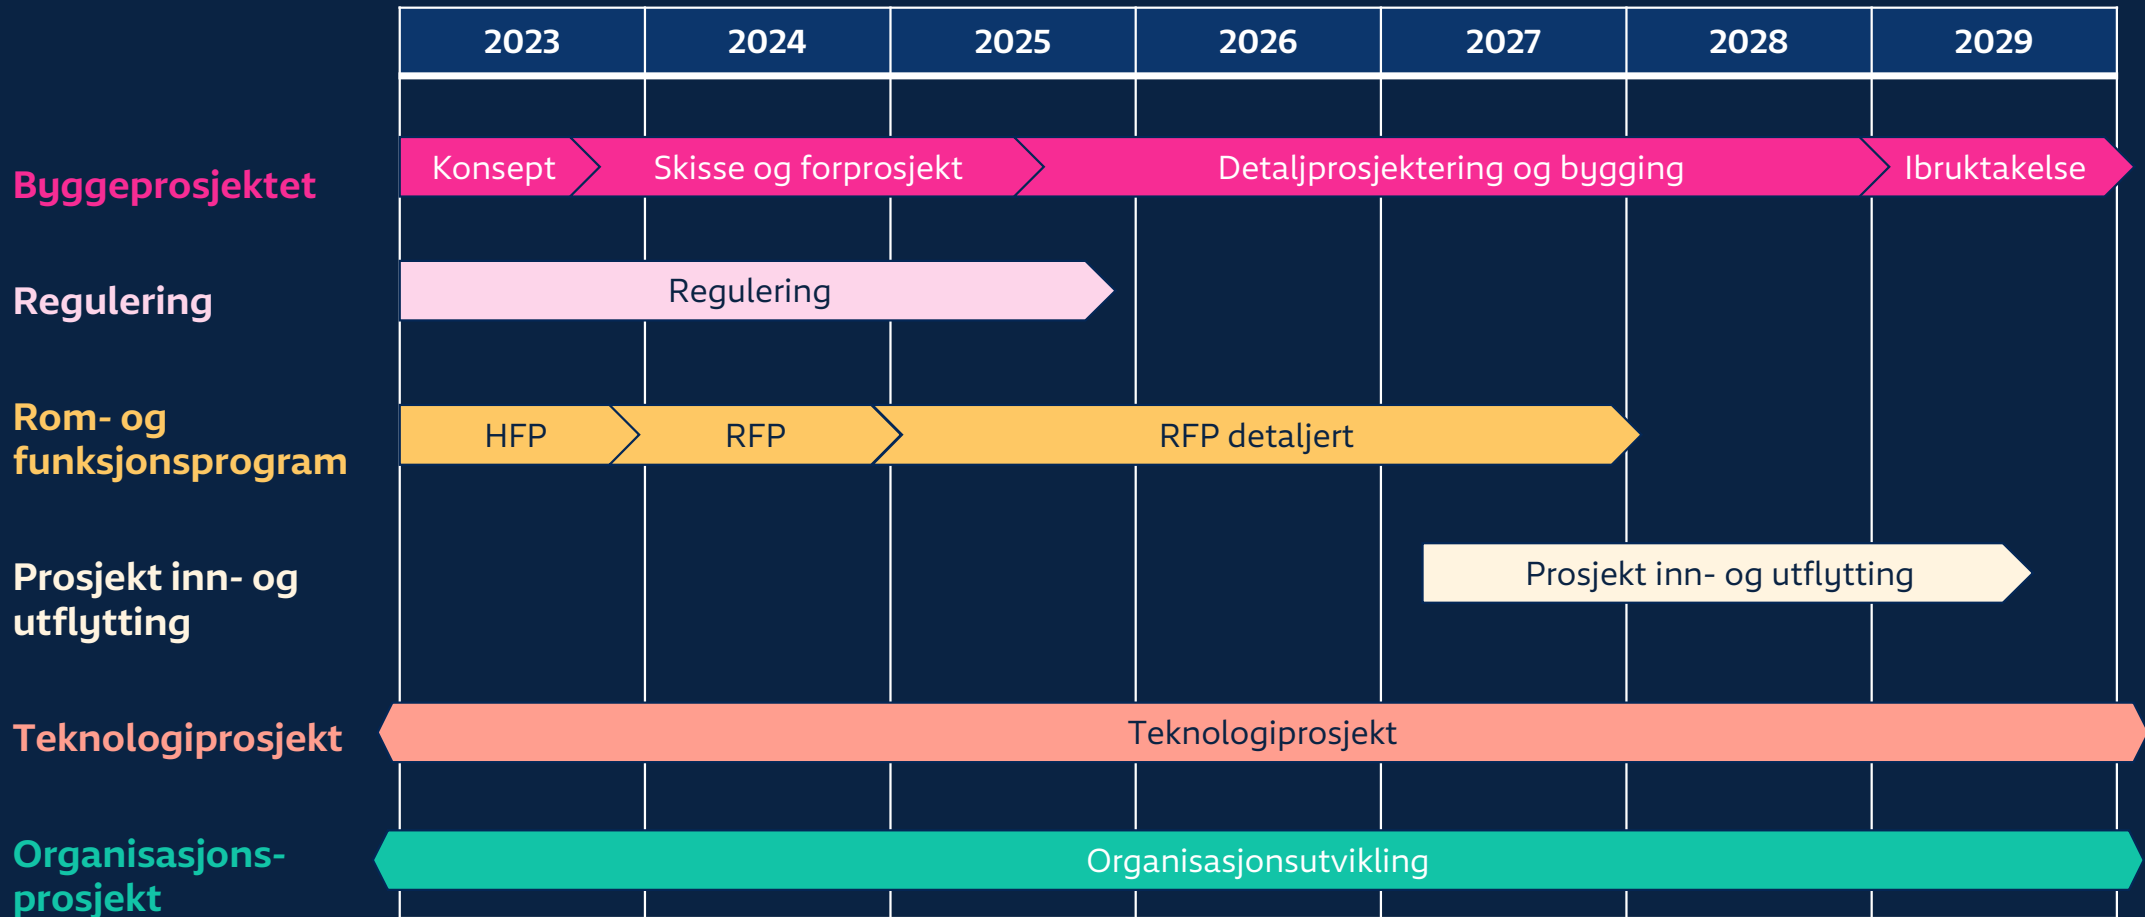 2023 2024 2025 2026 2027 2028 2029
Byggeprosjektet
Konsept
Skisse og forprosjekt
Detaljprosjektering og bygging
Ibruktakelse
Regulering
Regulering
Rom- og
funksjonsprogram
HFP
RFP
RFP detaljert
Prosjekt inn- og
utflytting
Prosjekt inn- og utflytting
Teknologiprosjekt
Teknologiprosjekt
Organisasjons-
prosjekt
Organisasjonsutvikling